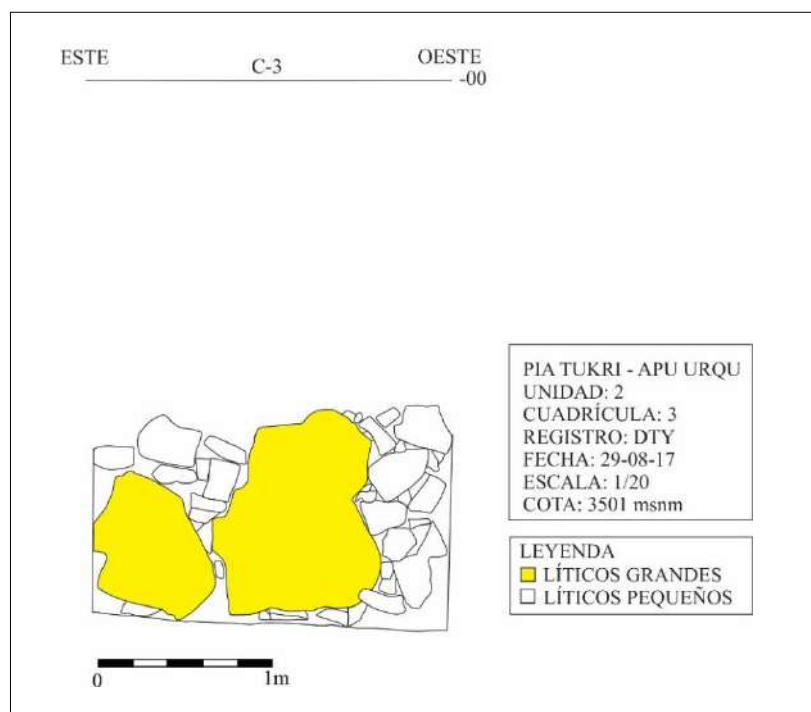 ESTE C-3 OESTE
-00
PIA TUKRI - APU URQU
UNIDAD: 2
CUADRÍCULA: 3
REGISTRO: DTY
FECHA: 29-08-17
ESCALA: 1/20
COTA: 3501 msnm
LEYENDA
LÍTICOS GRANDES
LÍTICOS PEQUEÑOS
0 1m